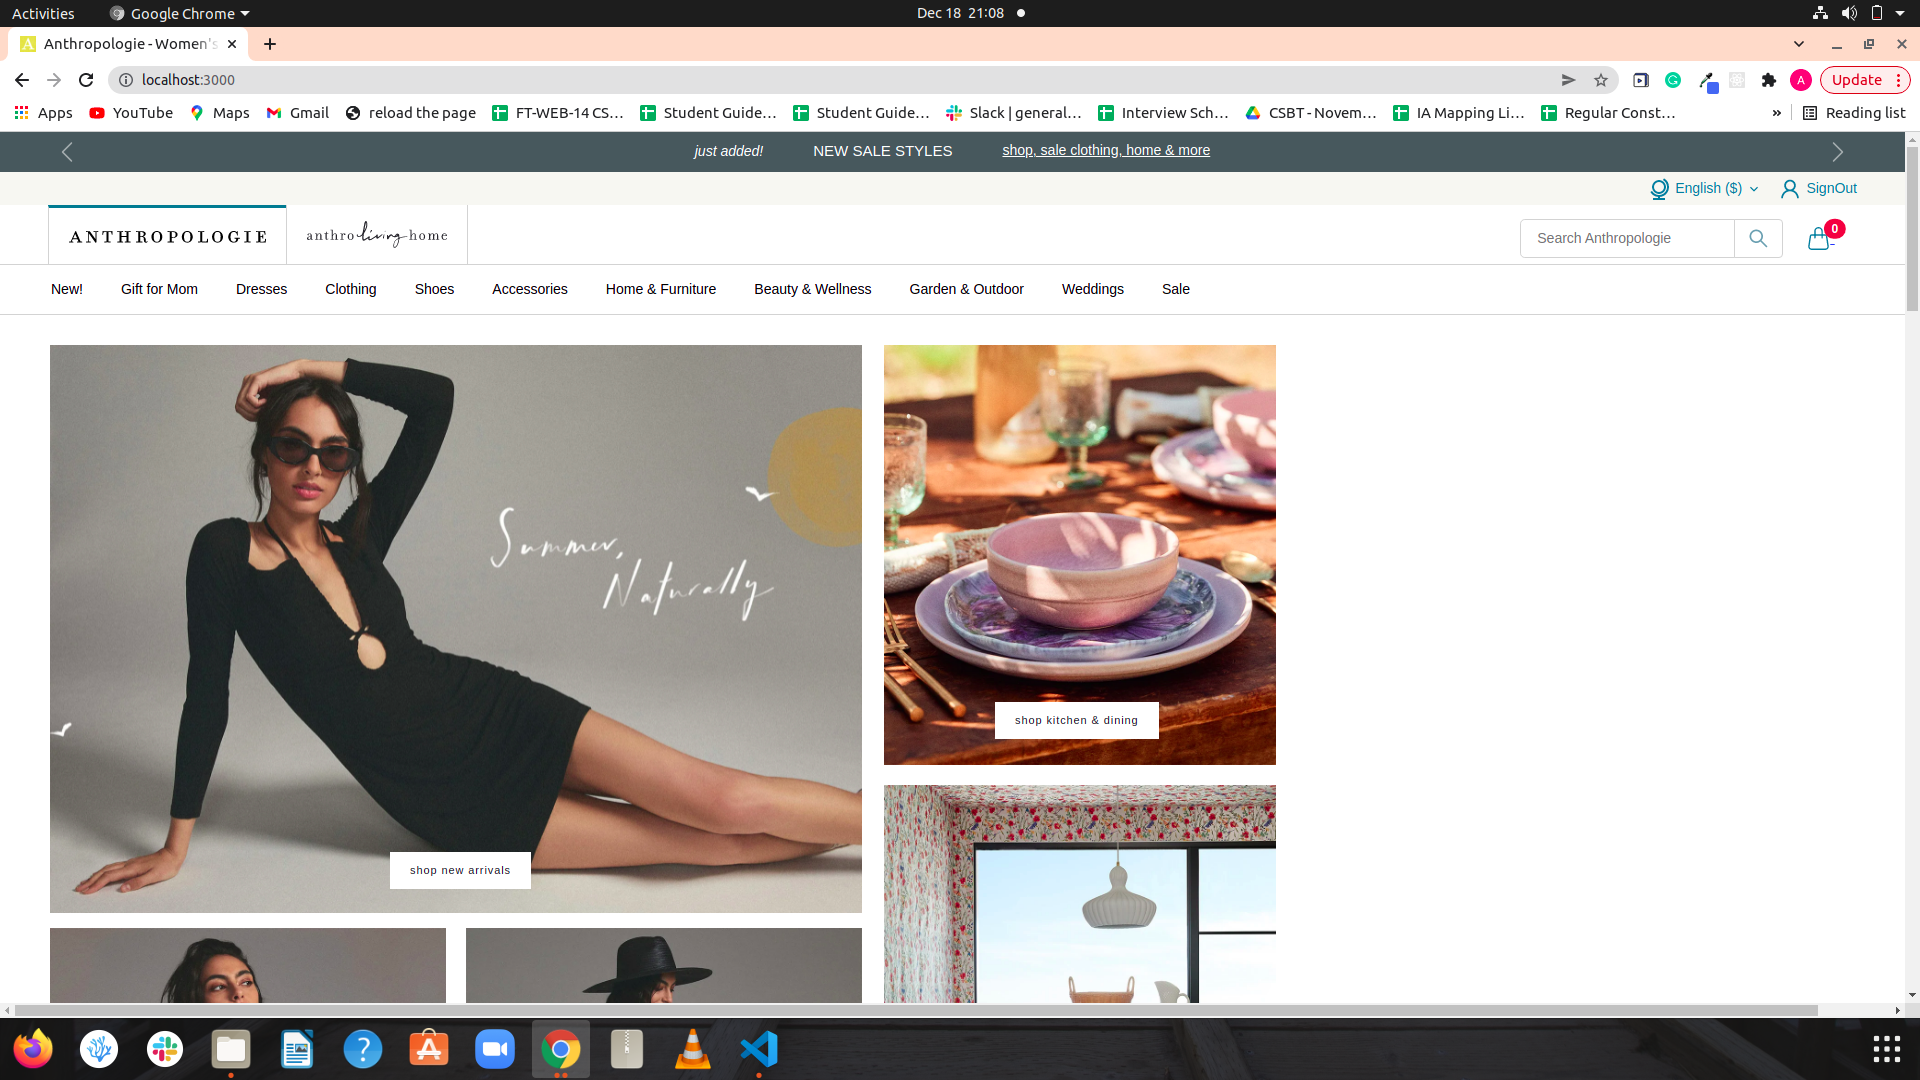 Activities
Google Chrome
Dec 18 21:08
Anthropologie - Women's
localhost:3000
Update
Apps
YouTube
Maps
Gmail
reload the page
FT-WEB-14 CS…
Student Guide…
Student Guide…
Slack | general…
Interview Sch…
CSBT - Novem…
IA Mapping Li…
Regular Const…
»
Reading list
just added!
NEW SALE STYLES
shop, sale clothing, home & more
English ($)
SignOut
ANTHROPOLOGIE
anthro living home
Search Anthropologie
0
New!
Gift for Mom
Dresses
Clothing
Shoes
Accessories
Home & Furniture
Beauty & Wellness
Garden & Outdoor
Weddings
Sale
Summer,
Naturally
shop kitchen & dining
shop new arrivals